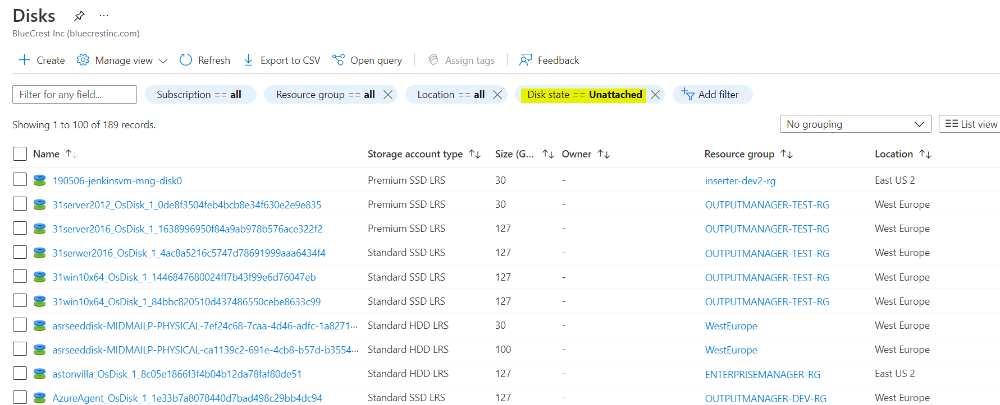 Disks ...
BlueCrest Inc (bluecrestinc.com)
Create Manage view Refresh Export to CSV Open query Assign tags Feedback
Filter for any field... Subscription == all Resource group == all Location == all Disk state == Unattached Add filter
Showing 1 to 100 of 189 records. No grouping List view
Name Storage account type Size (G... Owner Resource group Location
190506-jenkinsvm-mng-disk0 Premium SSD LRS 30 - inserter-dev2-rg East US 2
31server2012_OsDisk_1_0de8f3504feb4bcb8e34f630e2e9e835 Premium SSD LRS 30 - OUTPUTMANAGER-TEST-RG West Europe
31server2016_OsDisk_1_1638996950f84a9ab978b576ace322f2 Premium SSD LRS 127 - OUTPUTMANAGER-TEST-RG West Europe
31serwer2016_OsDisk_1_4ac8a5216c5747d78691999aaa6434f4 Standard SSD LRS 127 - OUTPUTMANAGER-TEST-RG West Europe
31win10x64_OsDisk_1_1446847680024ff7b43f99e6d76047eb Standard SSD LRS 127 - OUTPUTMANAGER-TEST-RG West Europe
31win10x64_OsDisk_1_84bbc820510d437486550cebe8633c99 Standard SSD LRS 127 - OUTPUTMANAGER-TEST-RG West Europe
asrseeddisk-MIDMAILP-PHYSICAL-7ef24c68-7caa-4d46-adfc-1a8271... Standard HDD LRS 30 - WestEurope West Europe
asrseeddisk-MIDMAILP-PHYSICAL-ca1139c2-691e-4cb8-b57d-b3554... Standard HDD LRS 100 - WestEurope West Europe
astonvilla_OsDisk_1_8c05e1866f3f4b04b12da78faf80de51 Standard HDD LRS 127 - ENTERPRISEMANAGER-RG East US 2
AzureAgent_OsDisk_1_1e33b7a8078440d7bad498c29bb4dc94 Standard SSD LRS 127 - OUTPUTMANAGER-DEV-RG West Europe